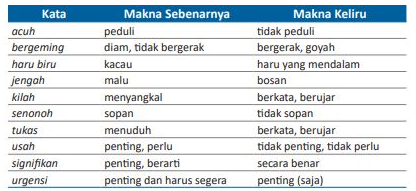 Kata Makna Sebenarnya Makna Keliru
acuh peduli tidak peduli
bergeming diam, tidak bergerak bergerak, goyah
haru biru kacau haru yang mendalam
jengah malu bosan
kilah menyangkal berkata, berujar
senonoh sopan tidak sopan
tukas menuduh berkata, berujar
usah penting, perlu tidak penting, tidak perlu
signifikan penting, berarti secara benar
urgensi penting dan harus segera penting (saja)